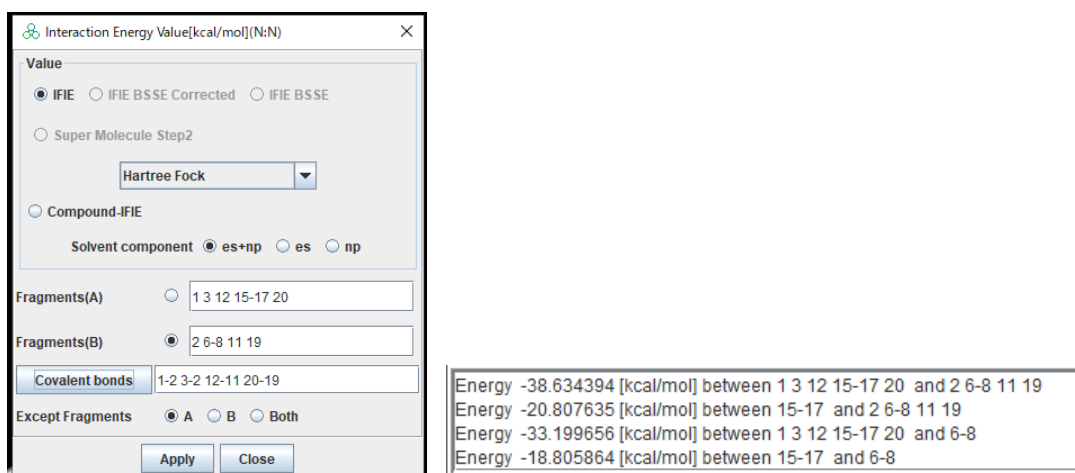 Interaction Energy Value[kcal/mol](N:N)
Value
IFIE IFIE BSSE Corrected IFIE BSSE
Super Molecule Step2
Hartree Fock
Compound-IFIE
Solvent component es+np es np
Fragments(A) 1 3 12 15-17 20
Fragments(B) 2 6-8 11 19
Covalent bonds 1-2 3-2 12-11 20-19
Except Fragments A B Both
Apply Close
Energy -38.634394 [kcal/mol] between 1 3 12 15-17 20 and 2 6-8 11 19
Energy -20.807635 [kcal/mol] between 15-17 and 2 6-8 11 19
Energy -33.199656 [kcal/mol] between 1 3 12 15-17 20 and 6-8
Energy -18.805864 [kcal/mol] between 15-17 and 6-8